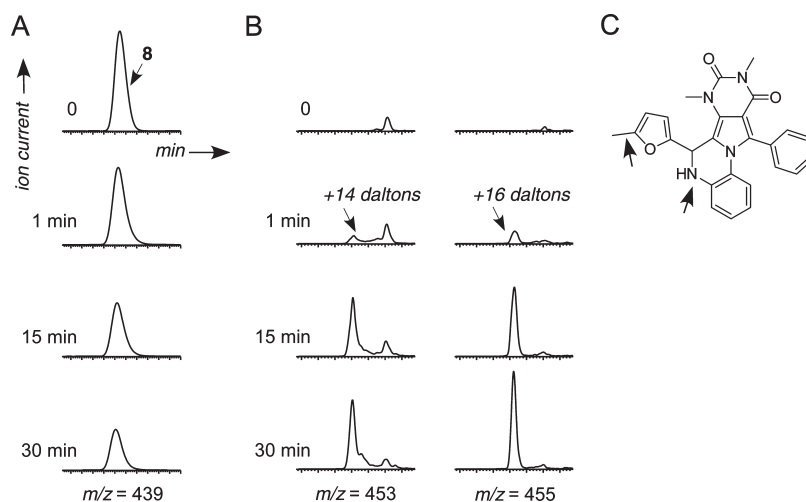 A
B
C
ion current
8
0
min
0
+14 daltons
+16 daltons
1 min
1 min
15 min
15 min
30 min
30 min
m/z = 439
m/z = 453
m/z = 455
O
N
N
O
O
N
HN